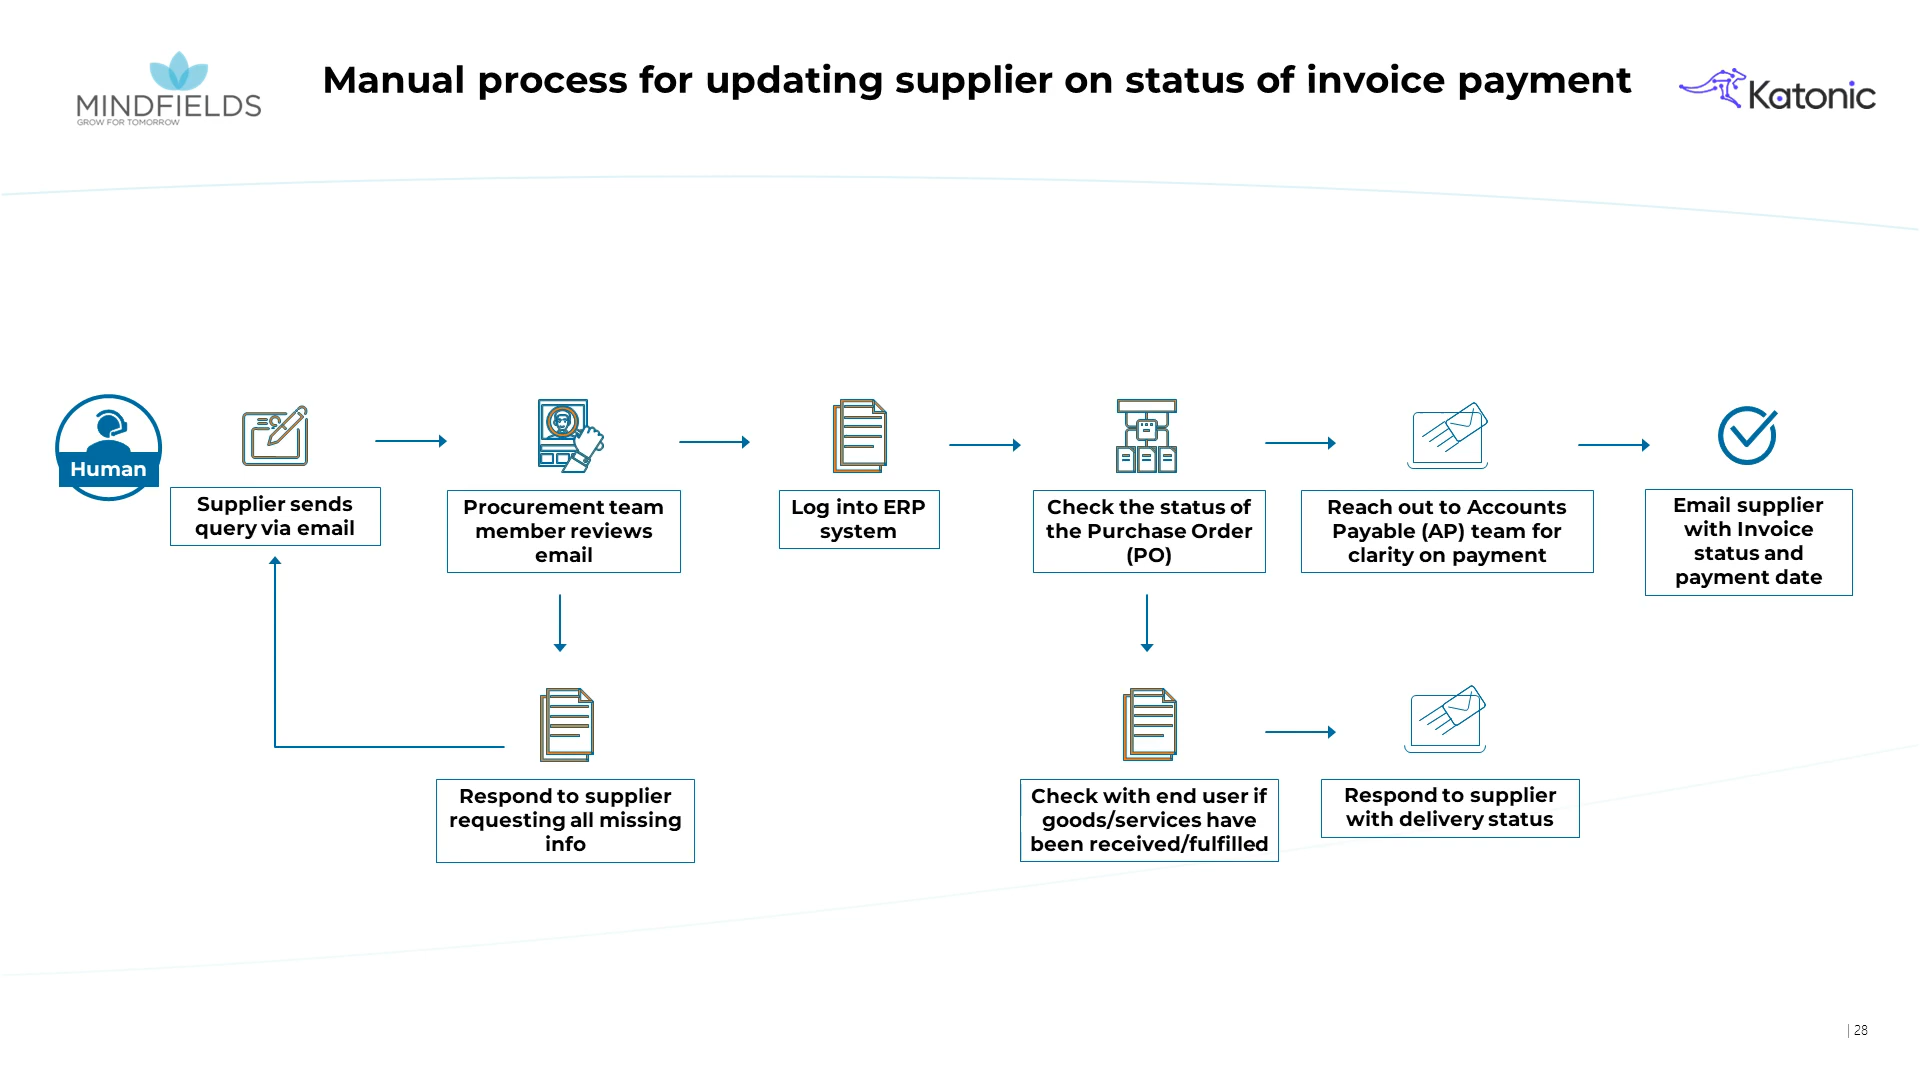 MINDFIELDS
GROW FOR TOMORROW
Manual process for updating supplier on status of invoice payment
Katonic
Human
Supplier sends
query via email
Procurement team
member reviews
email
Log into ERP
system
Check the status of
the Purchase Order
(PO)
Reach out to Accounts
Payable (AP) team for
clarity on payment
Email supplier
with Invoice
status and
payment date
Respond to supplier
requesting all missing
info
Check with end user if
goods/services have
been received/fulfilled
Respond to supplier
with delivery status
| 28